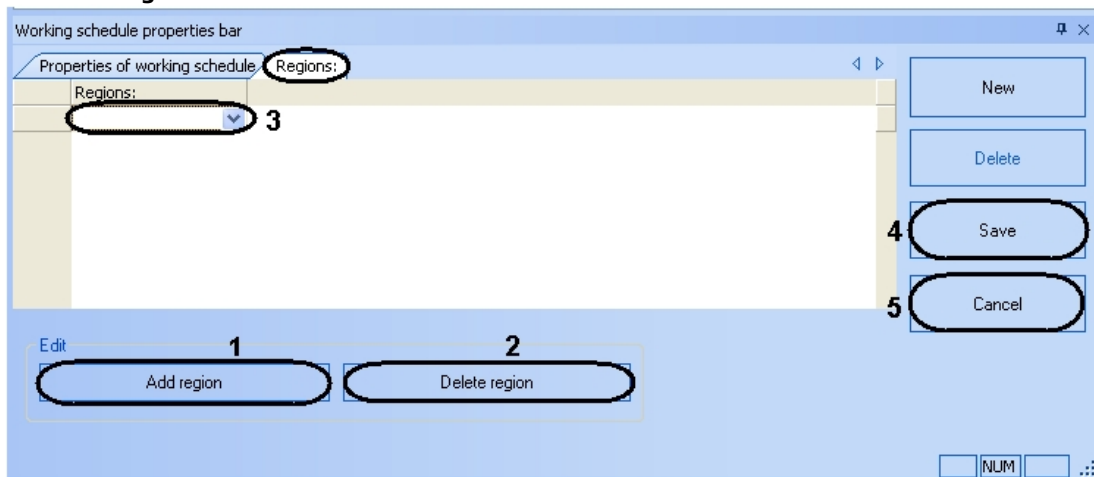 Working schedule properties bar
Properties of working schedule
Regions:
Regions:
3
New
Delete
4
Save
5
Cancel
Edit
1
2
Add region
Delete region
NUM